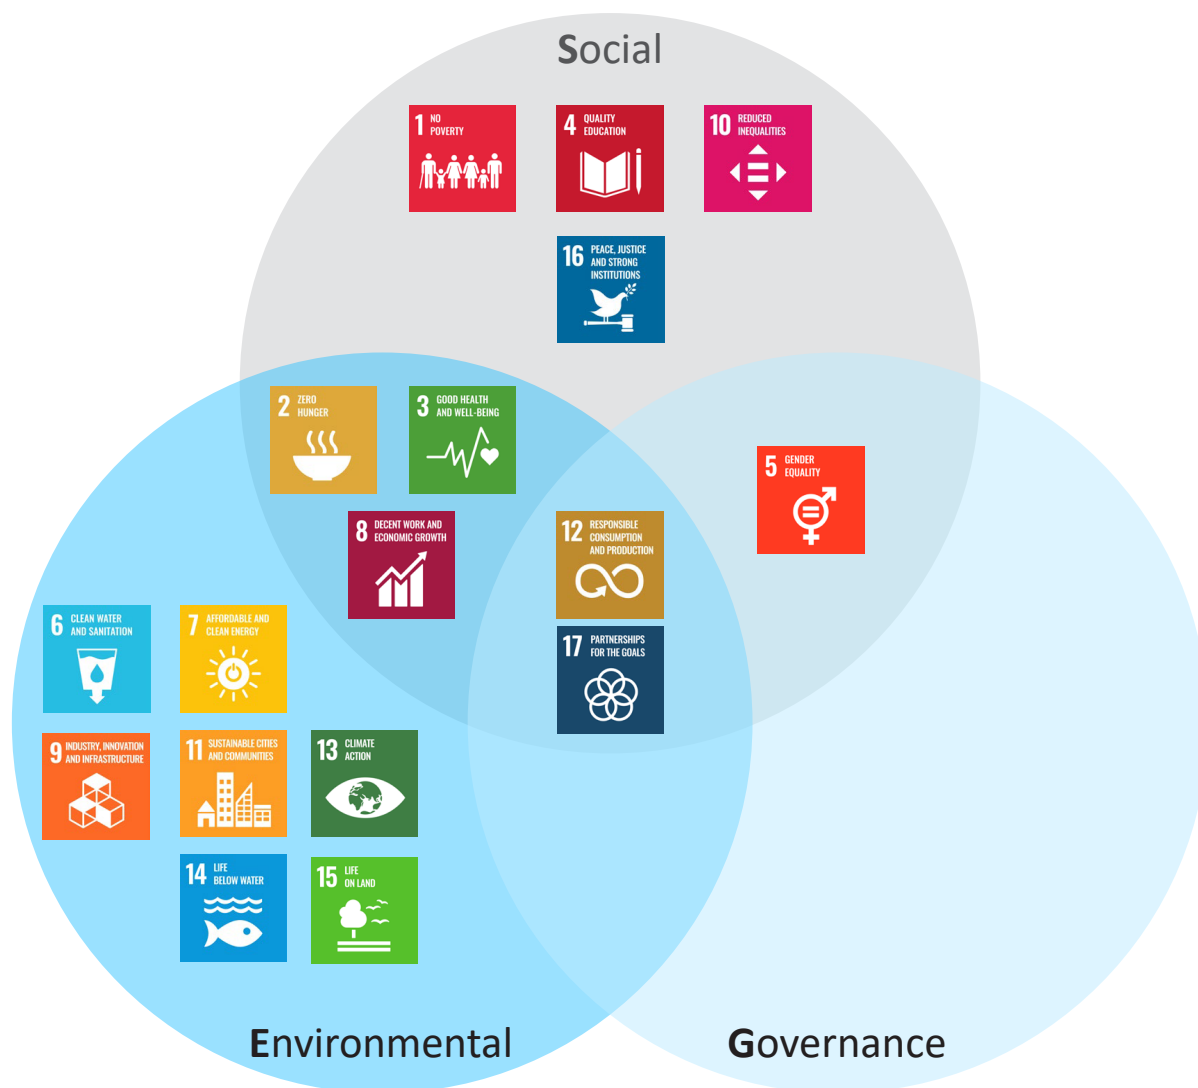 Social
1 NO
POVERTY
4 QUALITY
EDUCATION
10 REDUCED
INEQUALITIES
16 PEACE, JUSTICE
AND STRONG
INSTITUTIONS
2 ZERO
HUNGER
3 GOOD HEALTH
AND WELL-BEING
5 GENDER
EQUALITY
8 DECENT WORK AND
ECONOMIC GROWTH
12 RESPONSIBLE
CONSUMPTION
AND PRODUCTION
6 CLEAN WATER
AND SANITATION
7 AFFORDABLE AND
CLEAN ENERGY
17 PARTNERSHIPS
FOR THE GOALS
9 INDUSTRY, INNOVATION
AND INFRASTRUCTURE
11 SUSTAINABLE CITIES
AND COMMUNITIES
13 CLIMATE
ACTION
14 LIFE
BELOW WATER
15 LIFE
ON LAND
Environmental
Governance